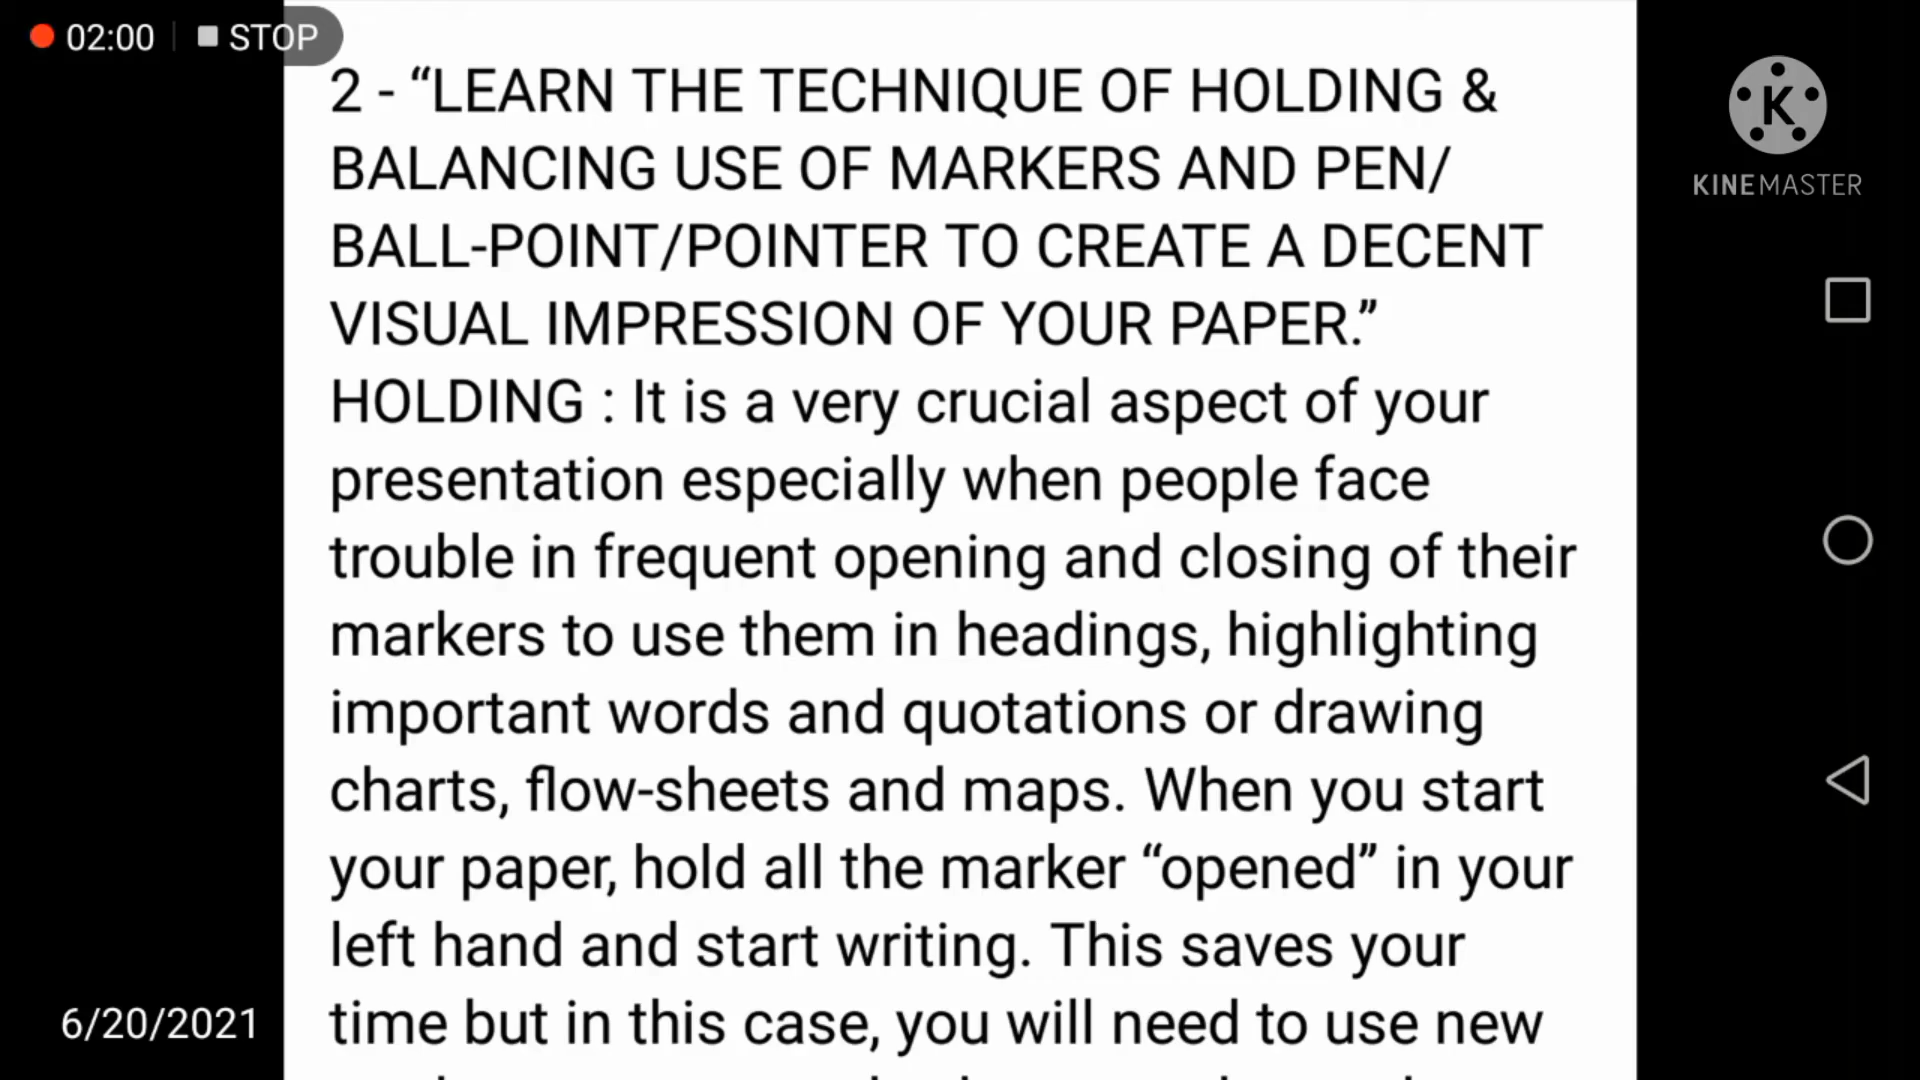 02:00 STOP
2 - “LEARN THE TECHNIQUE OF HOLDING &
BALANCING USE OF MARKERS AND PEN/
BALL-POINT/POINTER TO CREATE A DECENT
VISUAL IMPRESSION OF YOUR PAPER.”
HOLDING : It is a very crucial aspect of your
presentation especially when people face
trouble in frequent opening and closing of their
markers to use them in headings, highlighting
important words and quotations or drawing
charts, flow-sheets and maps. When you start
your paper, hold all the marker “opened” in your
left hand and start writing. This saves your
time but in this case, you will need to use new
K
KINEMASTER
6/20/2021